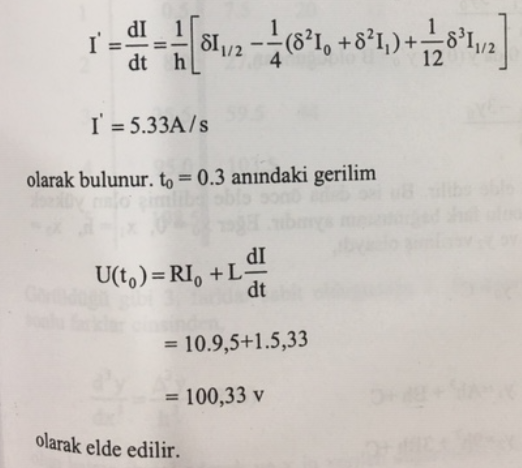 I' = dI/dt = 1/h [ δI₁/₂ − 1/4 (δ²I₀ + δ²I₁) + 1/12 δ³I₁/₂ ]
I' = 5.33A/s
olarak bulunur. t₀ = 0.3 anındaki gerilim
U(t₀) = RI₀ + L dI/dt
= 10.9,5+1.5,33
= 100,33 v
olarak elde edilir.